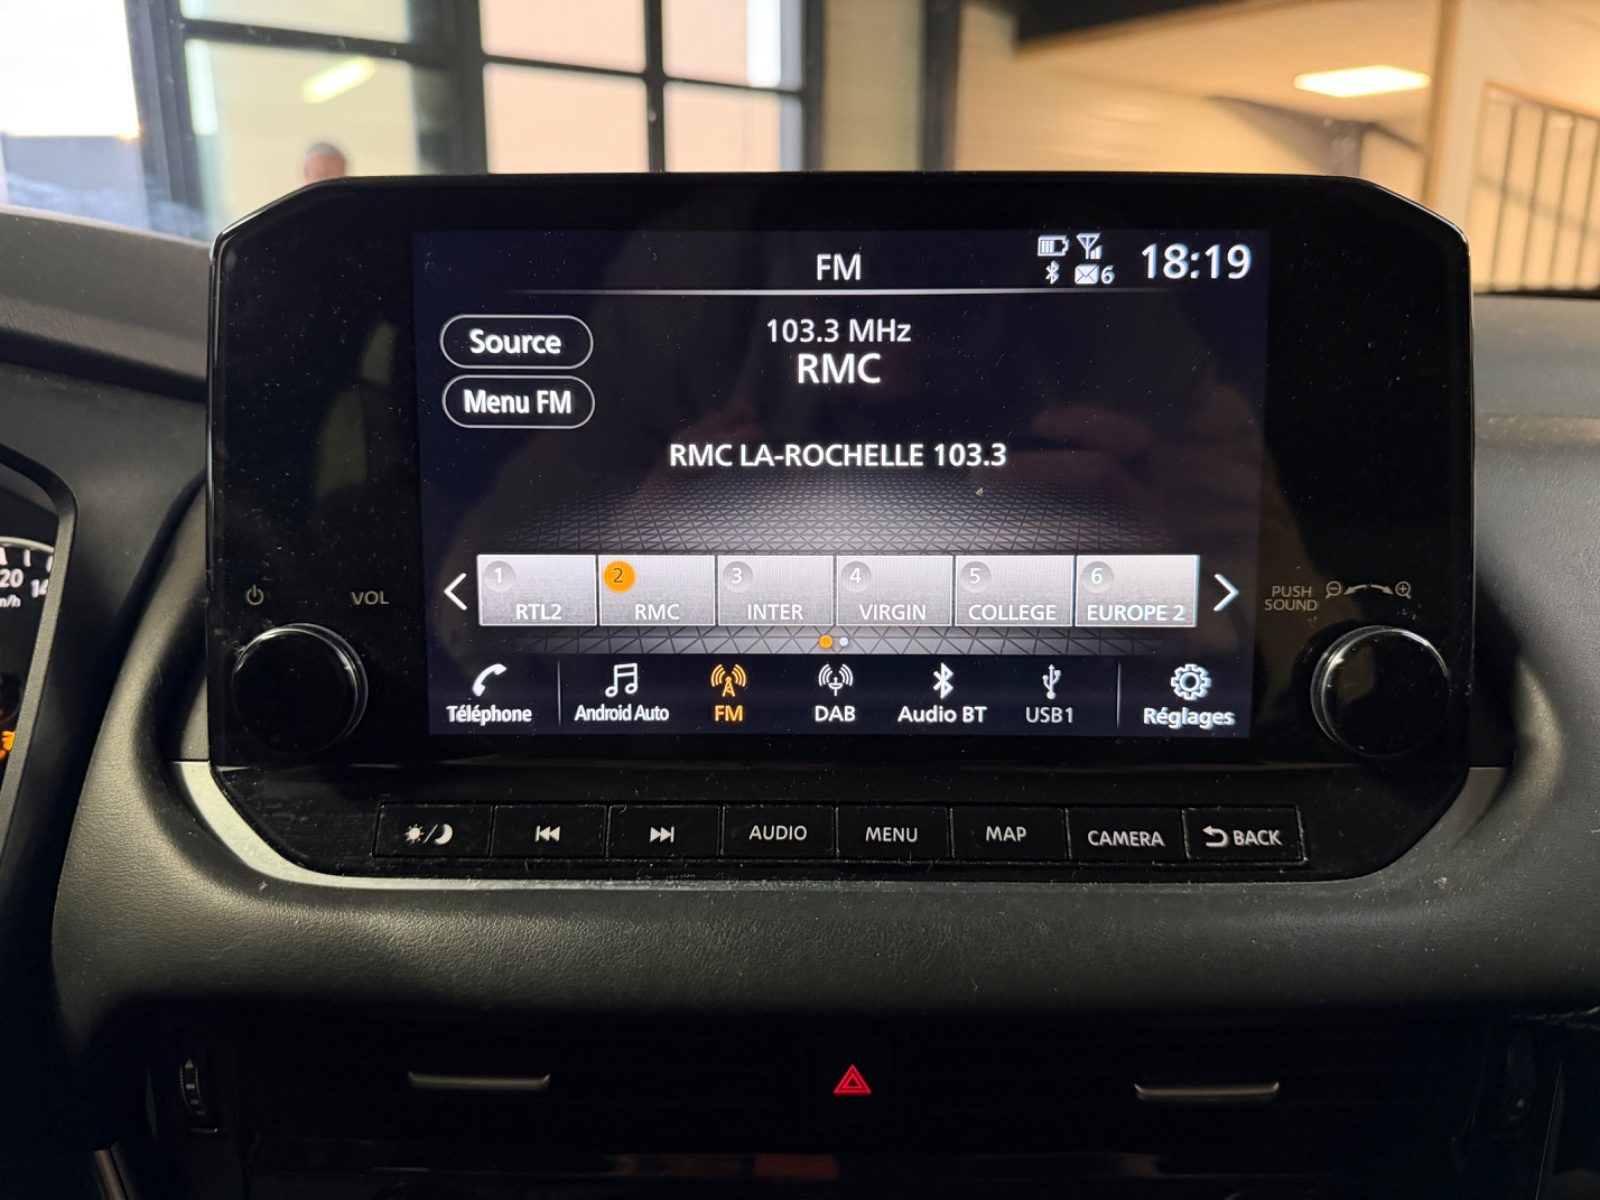 FM
6
18:19
Source
103.3 MHz
RMC
Menu FM
RMC LA-ROCHELLE 103.3
1 RTL2
2 RMC
3 INTER
4 VIRGIN
5 COLLEGE
6 EUROPE 2
VOL
PUSH
SOUND
Téléphone
Android Auto
FM
DAB
Audio BT
USB1
Réglages
AUDIO
MENU
MAP
CAMERA
BACK